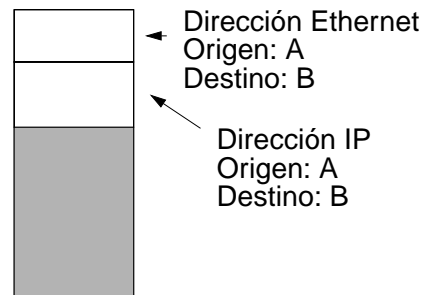 Dirección Ethernet
Origen: A
Destino: B
Dirección IP
Origen: A
Destino: B